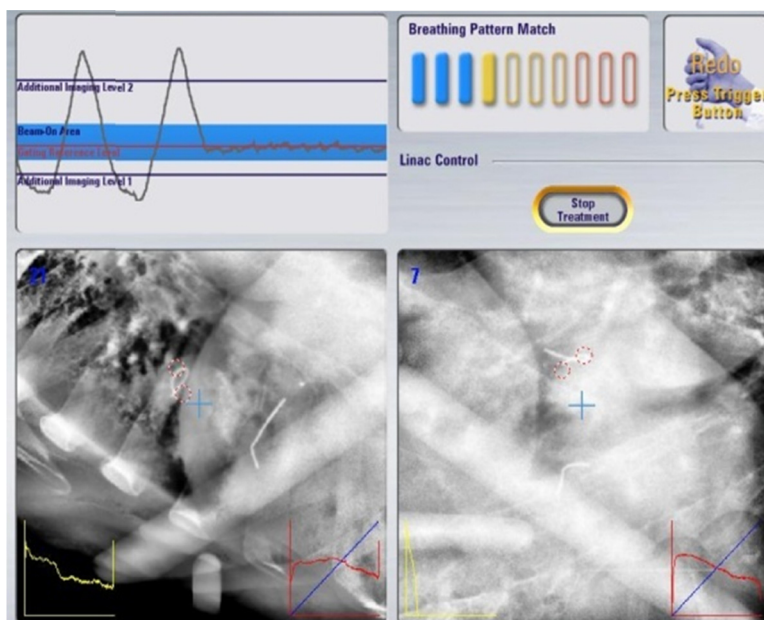 Additional Imaging Level 2
Beam-On Area
Gating Reference Level
Additional Imaging Level 1
Breathing Pattern Match
Redo
Press Trigger
Button
Linac Control
Stop
Treatment
21
7